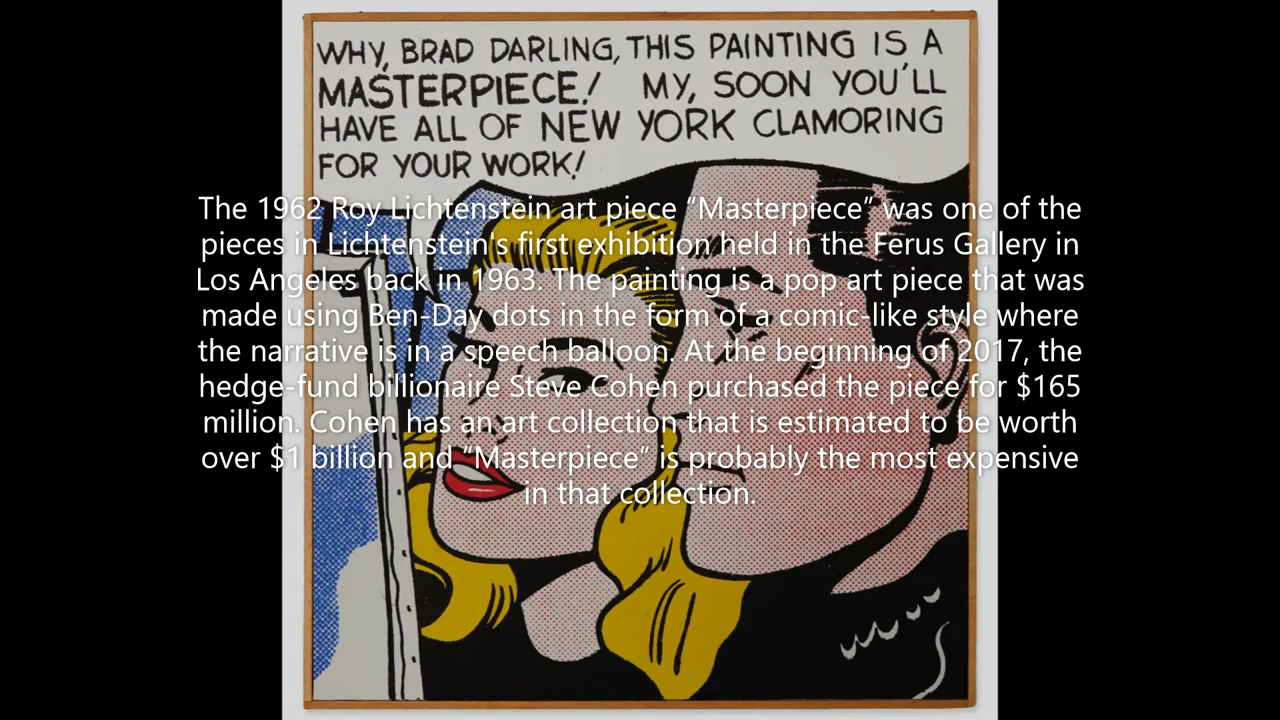 WHY, BRAD DARLING, THIS PAINTING IS A
MASTERPIECE! MY, SOON YOU'LL
HAVE ALL OF NEW YORK CLAMORING
FOR YOUR WORK!
The 1962 Roy Lichtenstein art piece “Masterpiece” was one of the
pieces in Lichtenstein's first exhibition held in the Ferus Gallery in
Los Angeles back in 1963. The painting is a pop art piece that was
made using Ben-Day dots in the form of a comic-like style where
the narrative is in a speech balloon. At the beginning of 2017, the
hedge-fund billionaire Steve Cohen purchased the piece for $165
million. Cohen has an art collection that is estimated to be worth
over $1 billion and “Masterpiece” is probably the most expensive
in that collection.